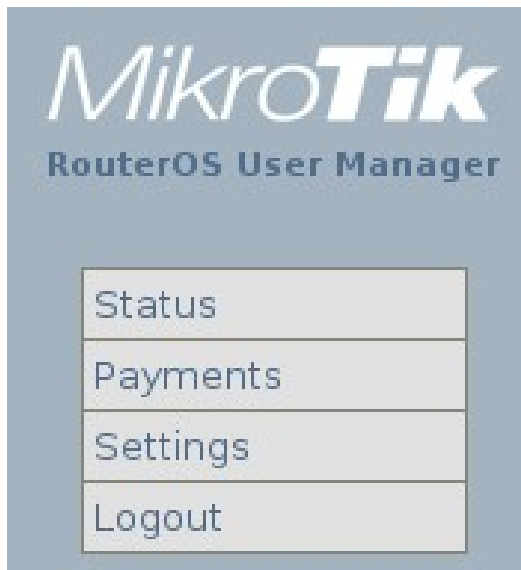 MikroTik
RouterOS User Manager
Status
Payments
Settings
Logout